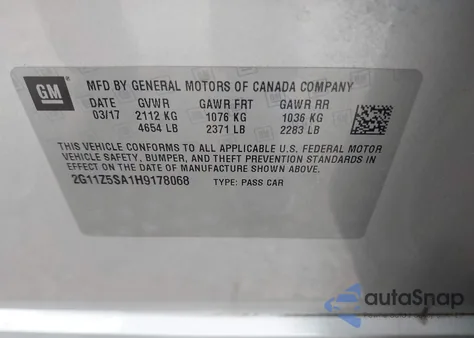 GM
MFD BY GENERAL MOTORS OF CANADA COMPANY
DATE GVWR GAWR FRT GAWR RR
03/17 2112 KG 1076 KG 1036 KG
4654 LB 2371 LB 2283 LB
THIS VEHICLE CONFORMS TO ALL APPLICABLE U.S. FEDERAL MOTOR
VEHICLE SAFETY, BUMPER, AND THEFT PREVENTION STANDARDS IN
EFFECT ON THE DATE OF MANUFACTURE SHOWN ABOVE.
2G11Z5SA1H9178068 TYPE: PASS CAR
autoSnap